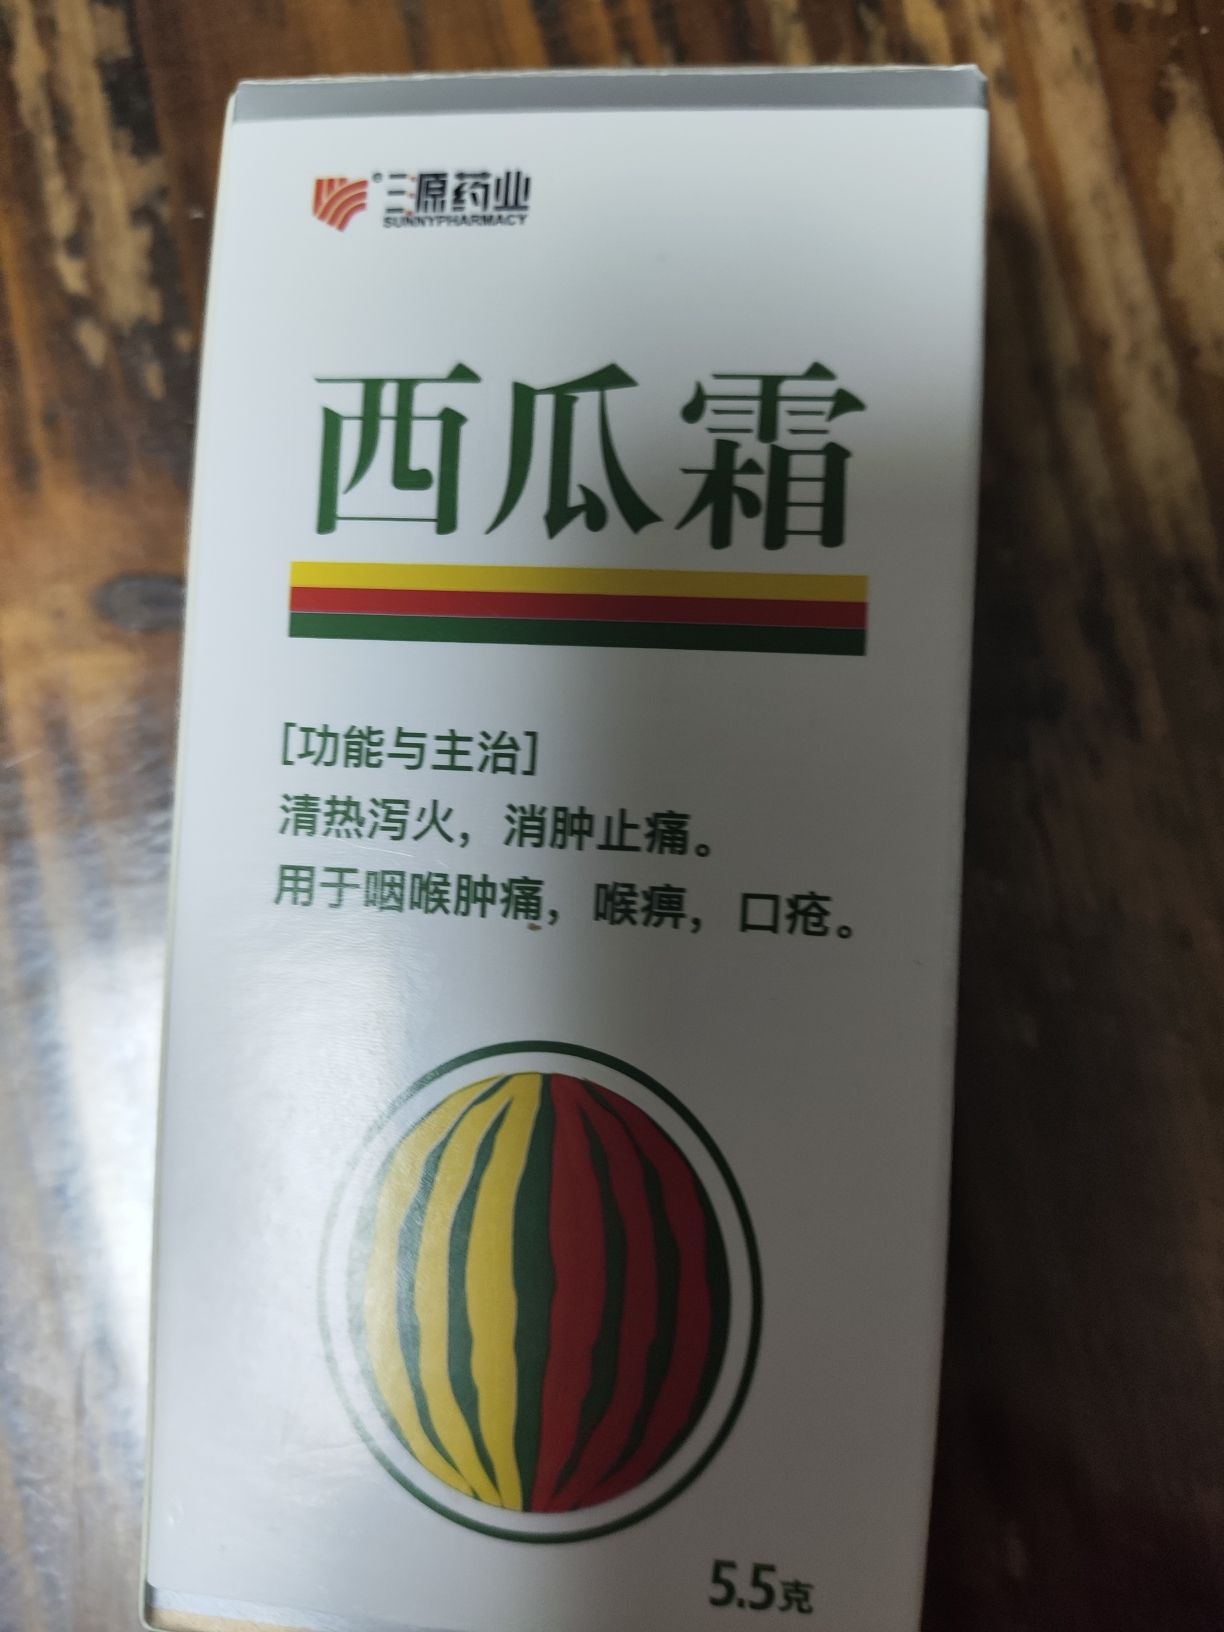 三原药业
SUNNYPHARMACY
西瓜霜
[功能与主治]
清热泻火，消肿止痛。
用于咽喉肿痛，喉痹，口疮。
5.5克